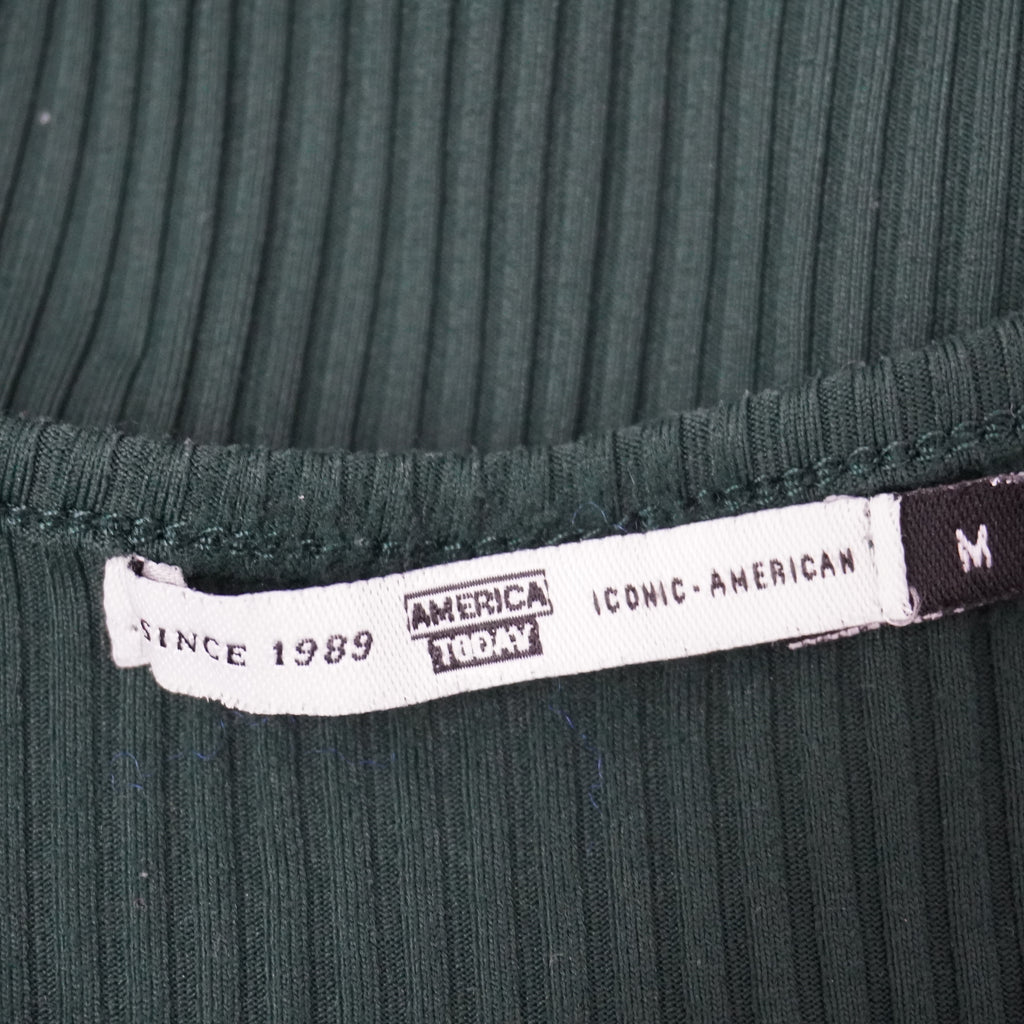 SINCE 1989
AMERICA
TODAY
ICONIC-AMERICAN
M